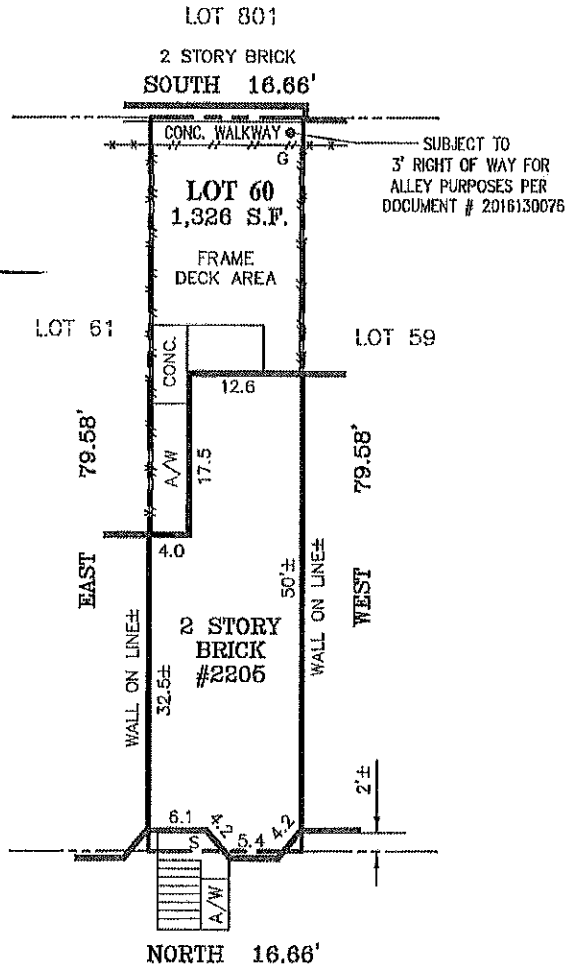 LOT 801
2 STORY BRICK
SOUTH 16.66'
CONC. WALKWAY
SUBJECT TO
3' RIGHT OF WAY FOR
ALLEY PURPOSES PER
DOCUMENT # 2016130076
G
LOT 60
1,326 S.F.
FRAME
DECK AREA
LOT 61
LOT 59
CONC.
12.6
79.58'
A/W
17.5
79.58'
4.0
EAST
WALL ON LINE±
32.5±
2 STORY
BRICK
#2205
50'±
WALL ON LINE±
WEST
2'±
6.1
4.2
S
5.4
4.2
A/W
NORTH 16.66'